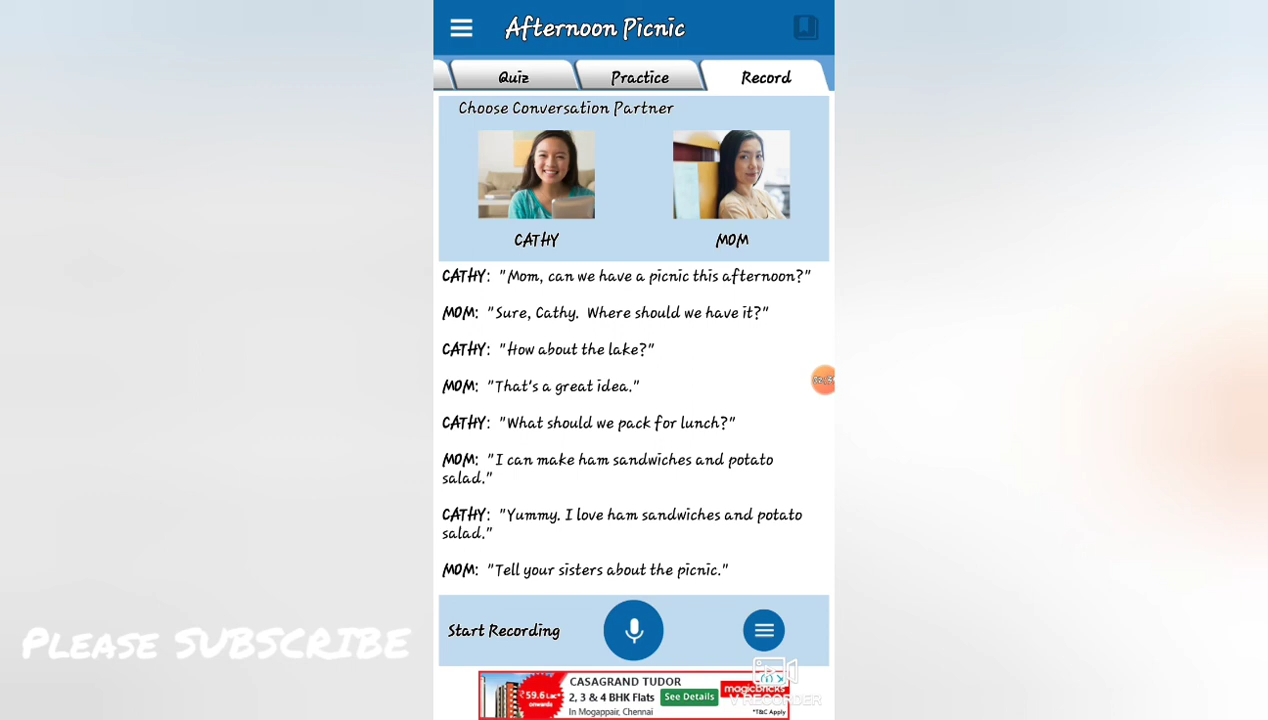 Afternoon Picnic
Quiz
Practice
Record
Choose Conversation Partner
CATHY
MOM
CATHY: "Mom, can we have a picnic this afternoon?"
MOM: "Sure, Cathy. Where should we have it?"
CATHY: "How about the lake?"
MOM: "That's a great idea."
CATHY: "What should we pack for lunch?"
MOM: "I can make ham sandwiches and potato
salad."
CATHY: "Yummy. I love ham sandwiches and potato
salad."
MOM: "Tell your sisters about the picnic."
Start Recording
Please SUBSCRIBE
₹59.6 Lac*
onwards
CASAGRAND TUDOR
2, 3 & 4 BHK Flats
In Mogappair, Chennai
See Details
magicbricks
*T&C Apply
V RECORDER